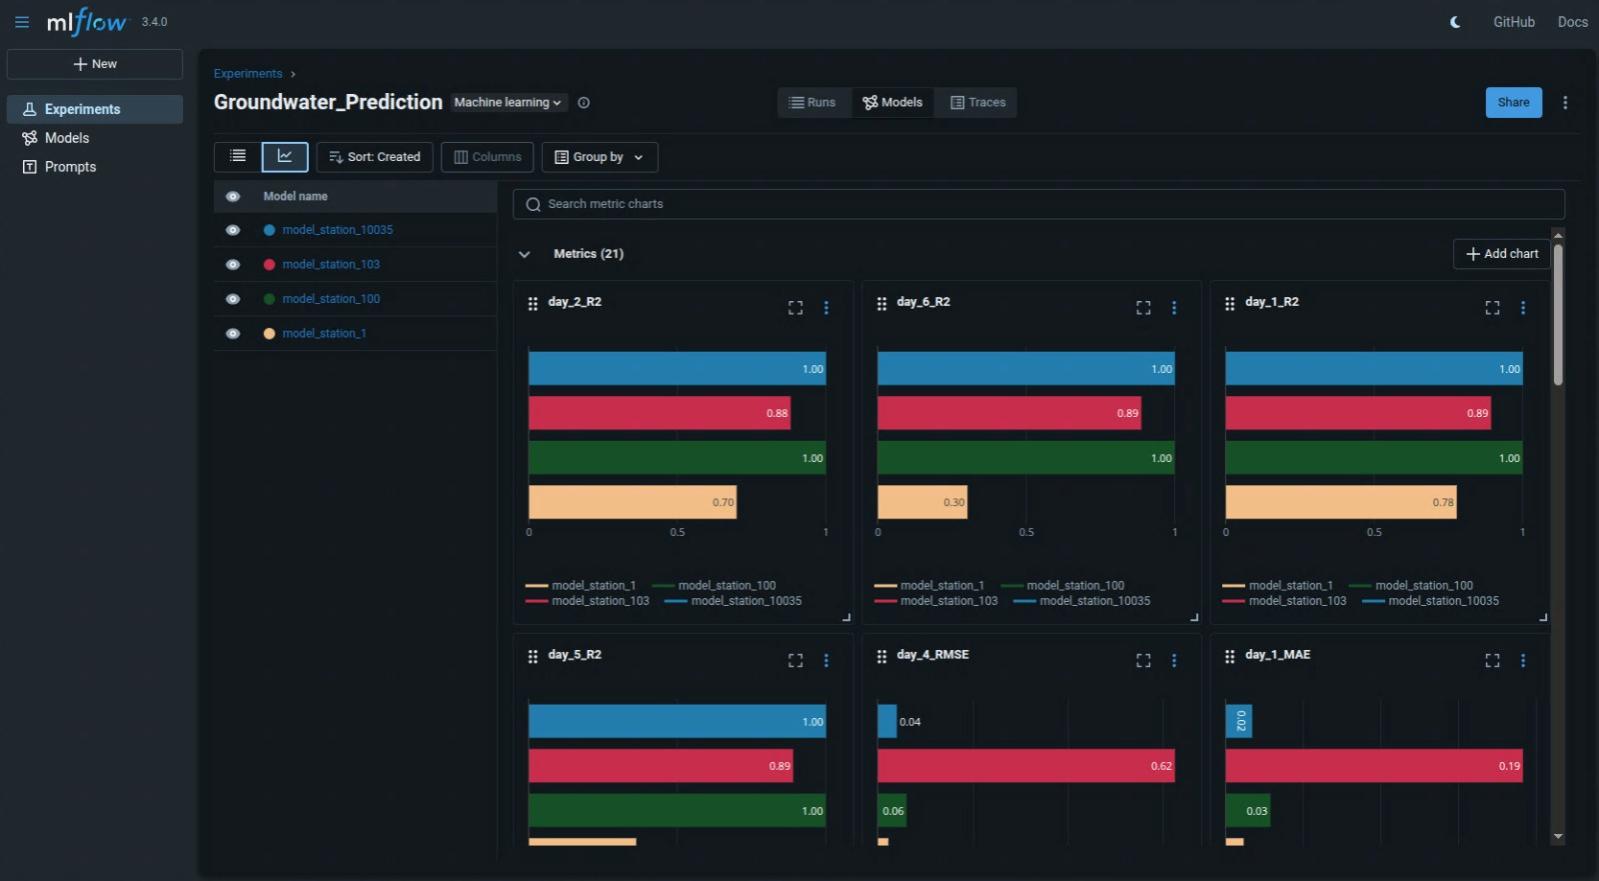 mlflow 3.4.0
GitHub Docs
New
Experiments
Models
Prompts
Experiments
Groundwater_Prediction Machine learning
Runs Models Traces
Share
Sort: Created Columns Group by
Model name
model_station_10035
model_station_103
model_station_100
model_station_1
Search metric charts
Metrics (21)
Add chart
day_2_R2
1.00
0.88
1.00
0.70
0 0.5 1
model_station_1 model_station_100
model_station_103 model_station_10035
day_6_R2
1.00
0.89
1.00
0.30
0 0.5 1
model_station_1 model_station_100
model_station_103 model_station_10035
day_1_R2
1.00
0.89
1.00
0.78
0 0.5 1
model_station_1 model_station_100
model_station_103 model_station_10035
day_5_R2
1.00
0.89
1.00
day_4_RMSE
0.04
0.62
0.06
day_1_MAE
0.02
0.19
0.03